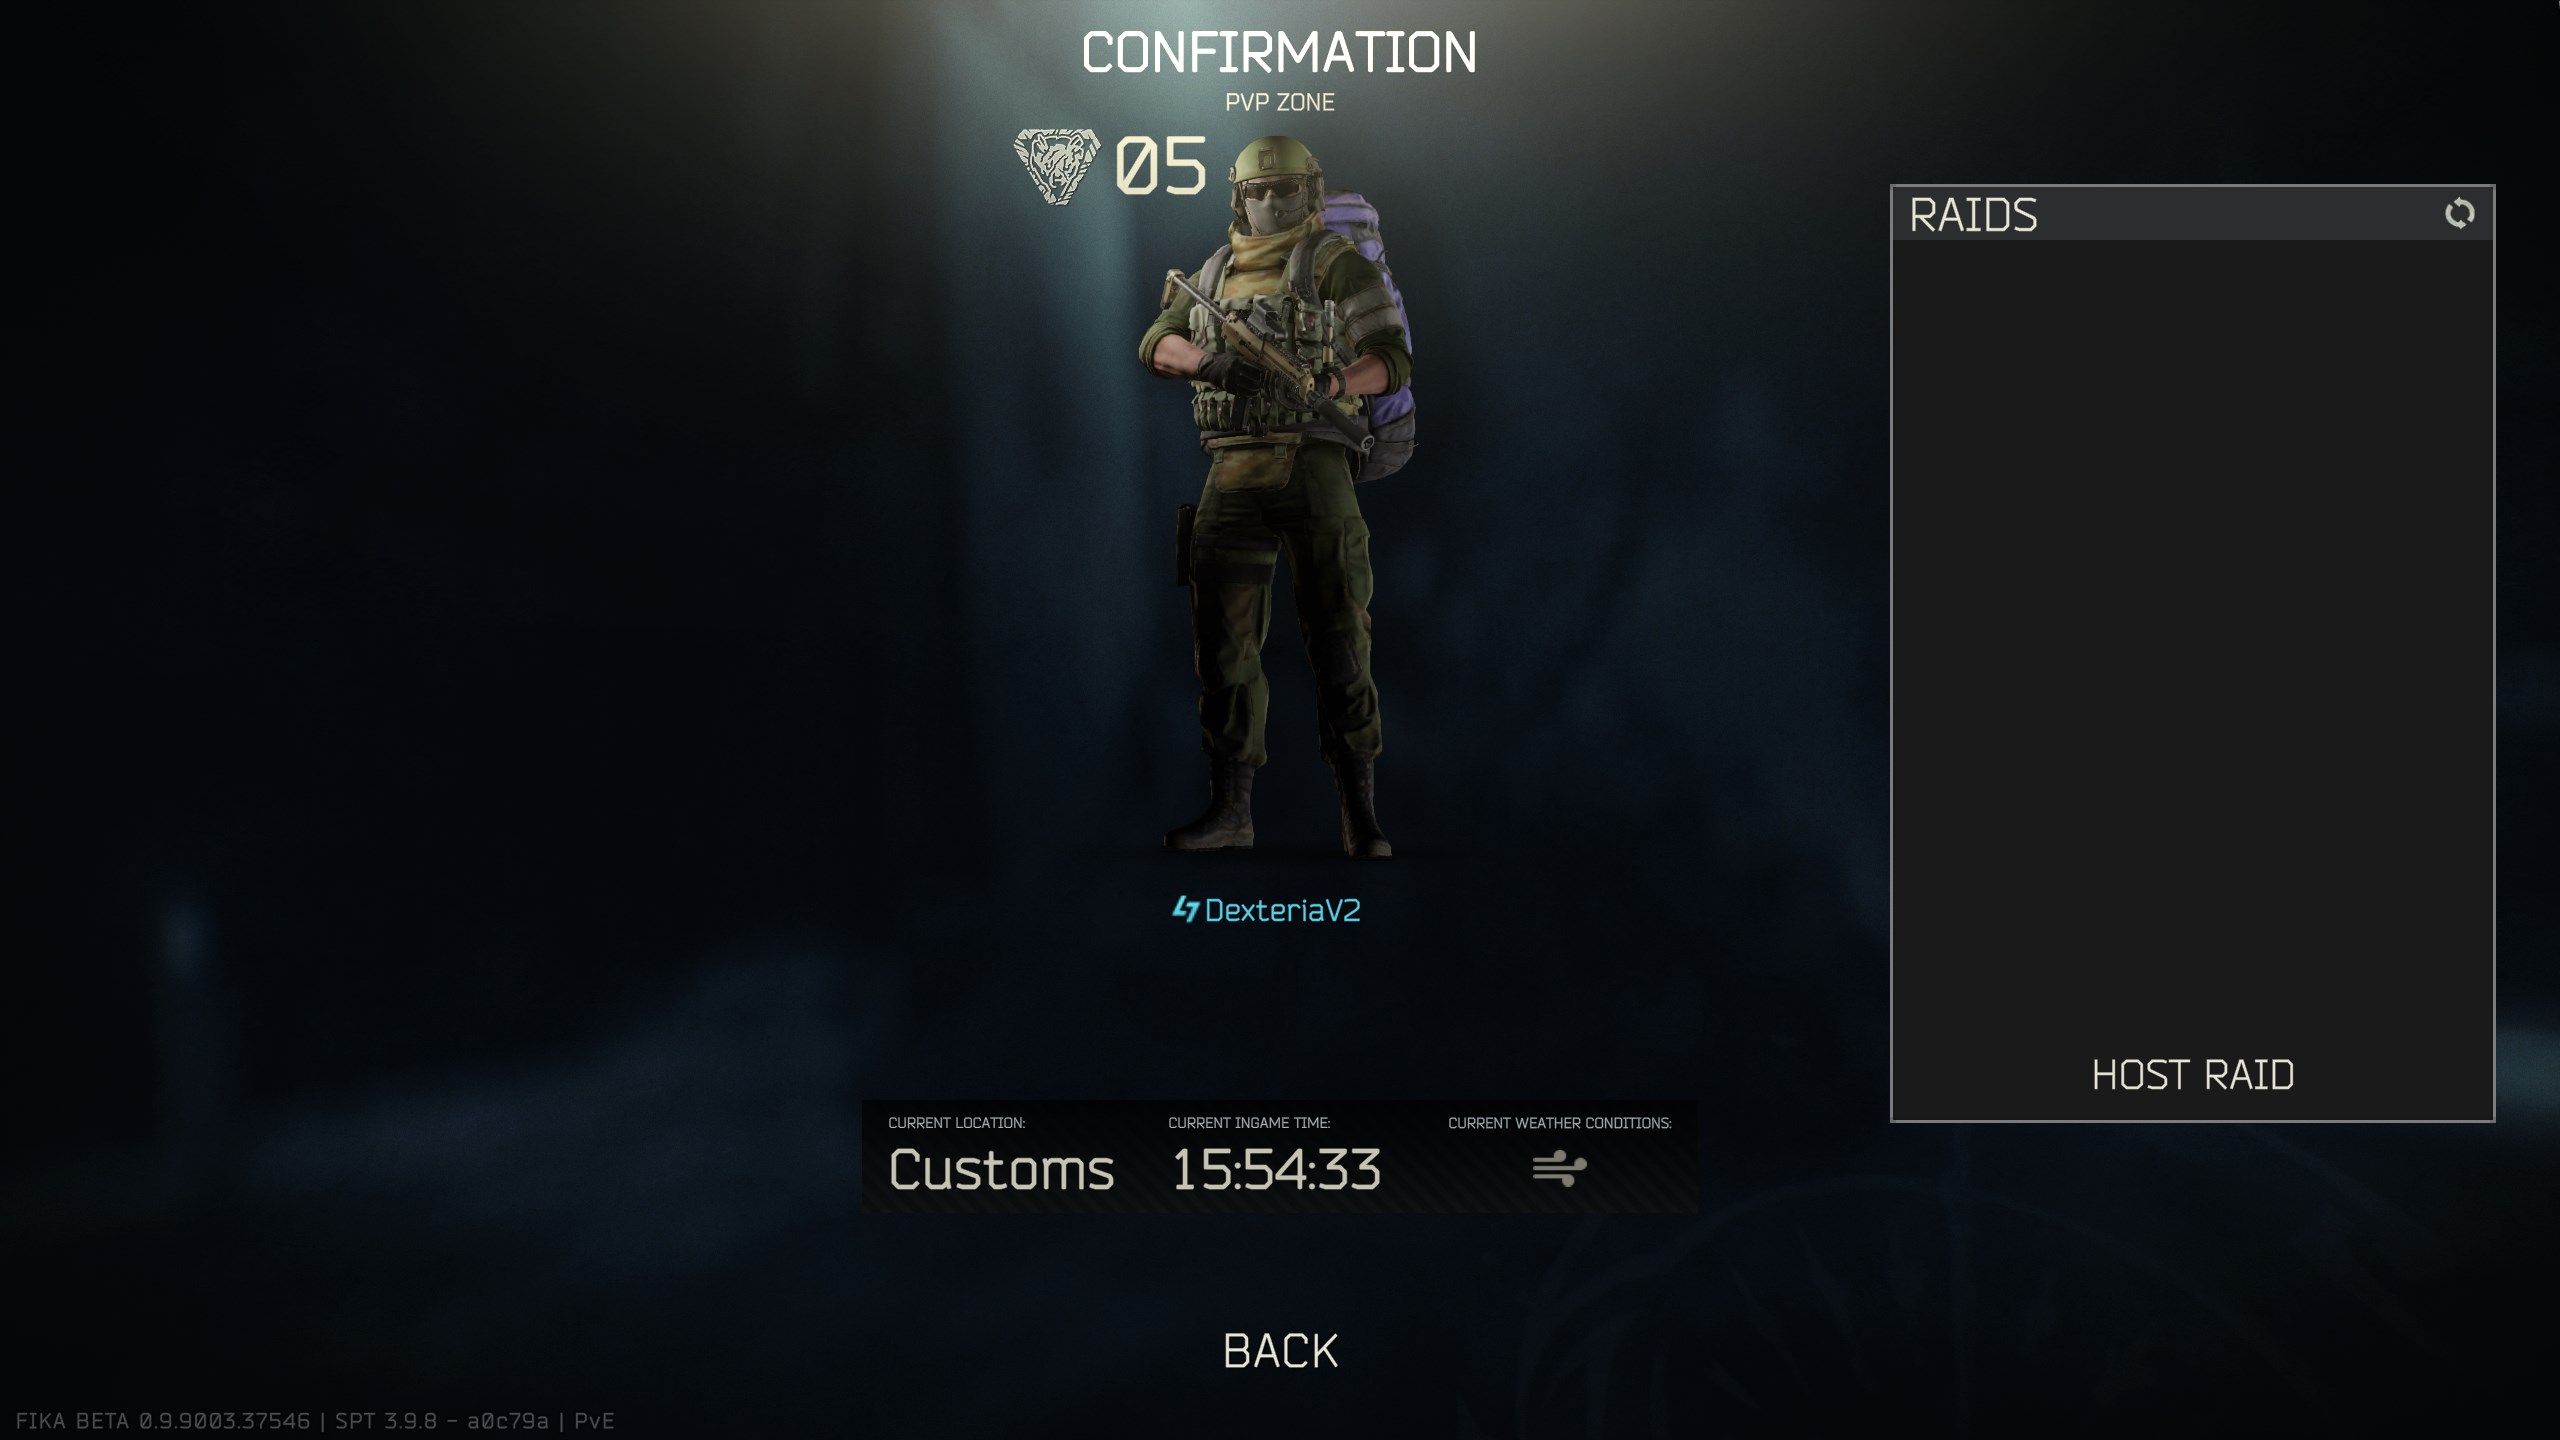 CONFIRMATION
PVP ZONE
05
RAIDS
DexteriaV2
HOST RAID
CURRENT LOCATION:
Customs
CURRENT INGAME TIME:
15:54:33
CURRENT WEATHER CONDITIONS:
BACK
FIKA BETA 0.9.9003.37546 | SPT 3.9.8 - a0c79a | PvE